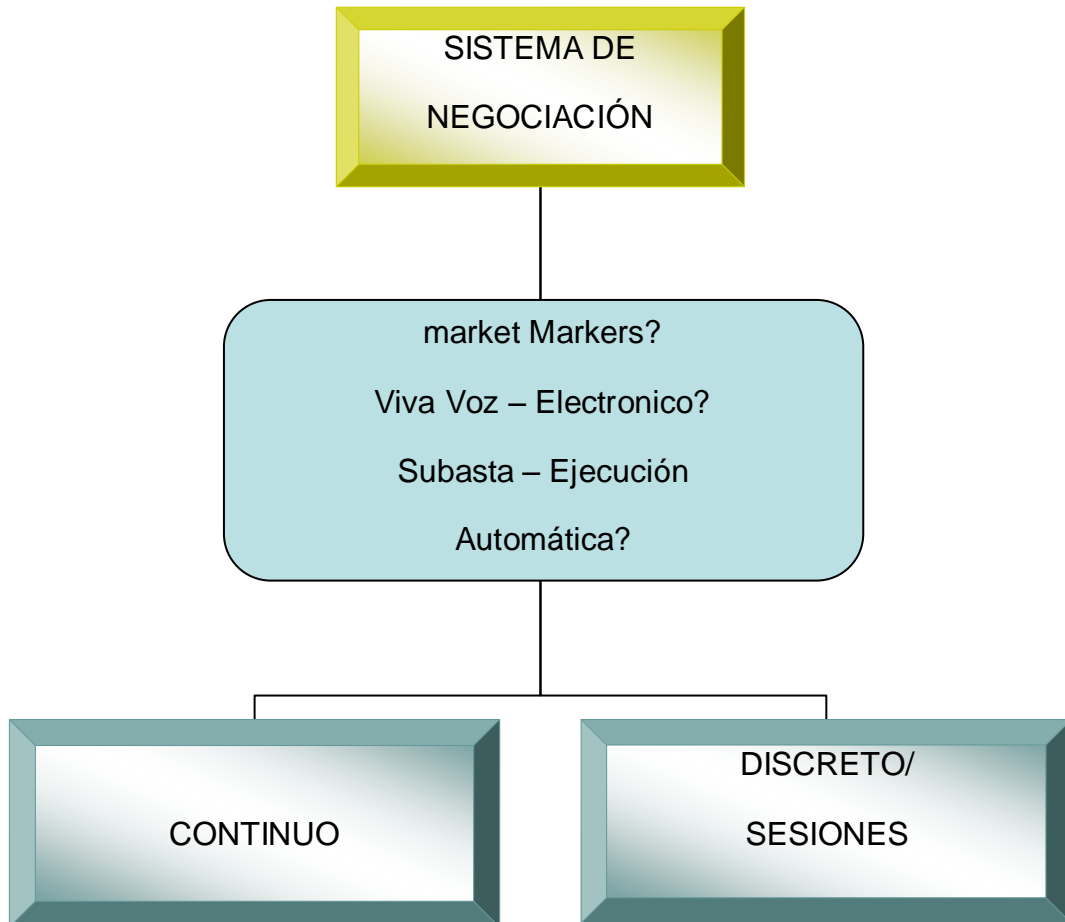 SISTEMA DE
NEGOCIACIÓN
market Markers?
Viva Voz – Electronico?
Subasta – Ejecución
Automática?
CONTINUO
DISCRETO/
SESIONES